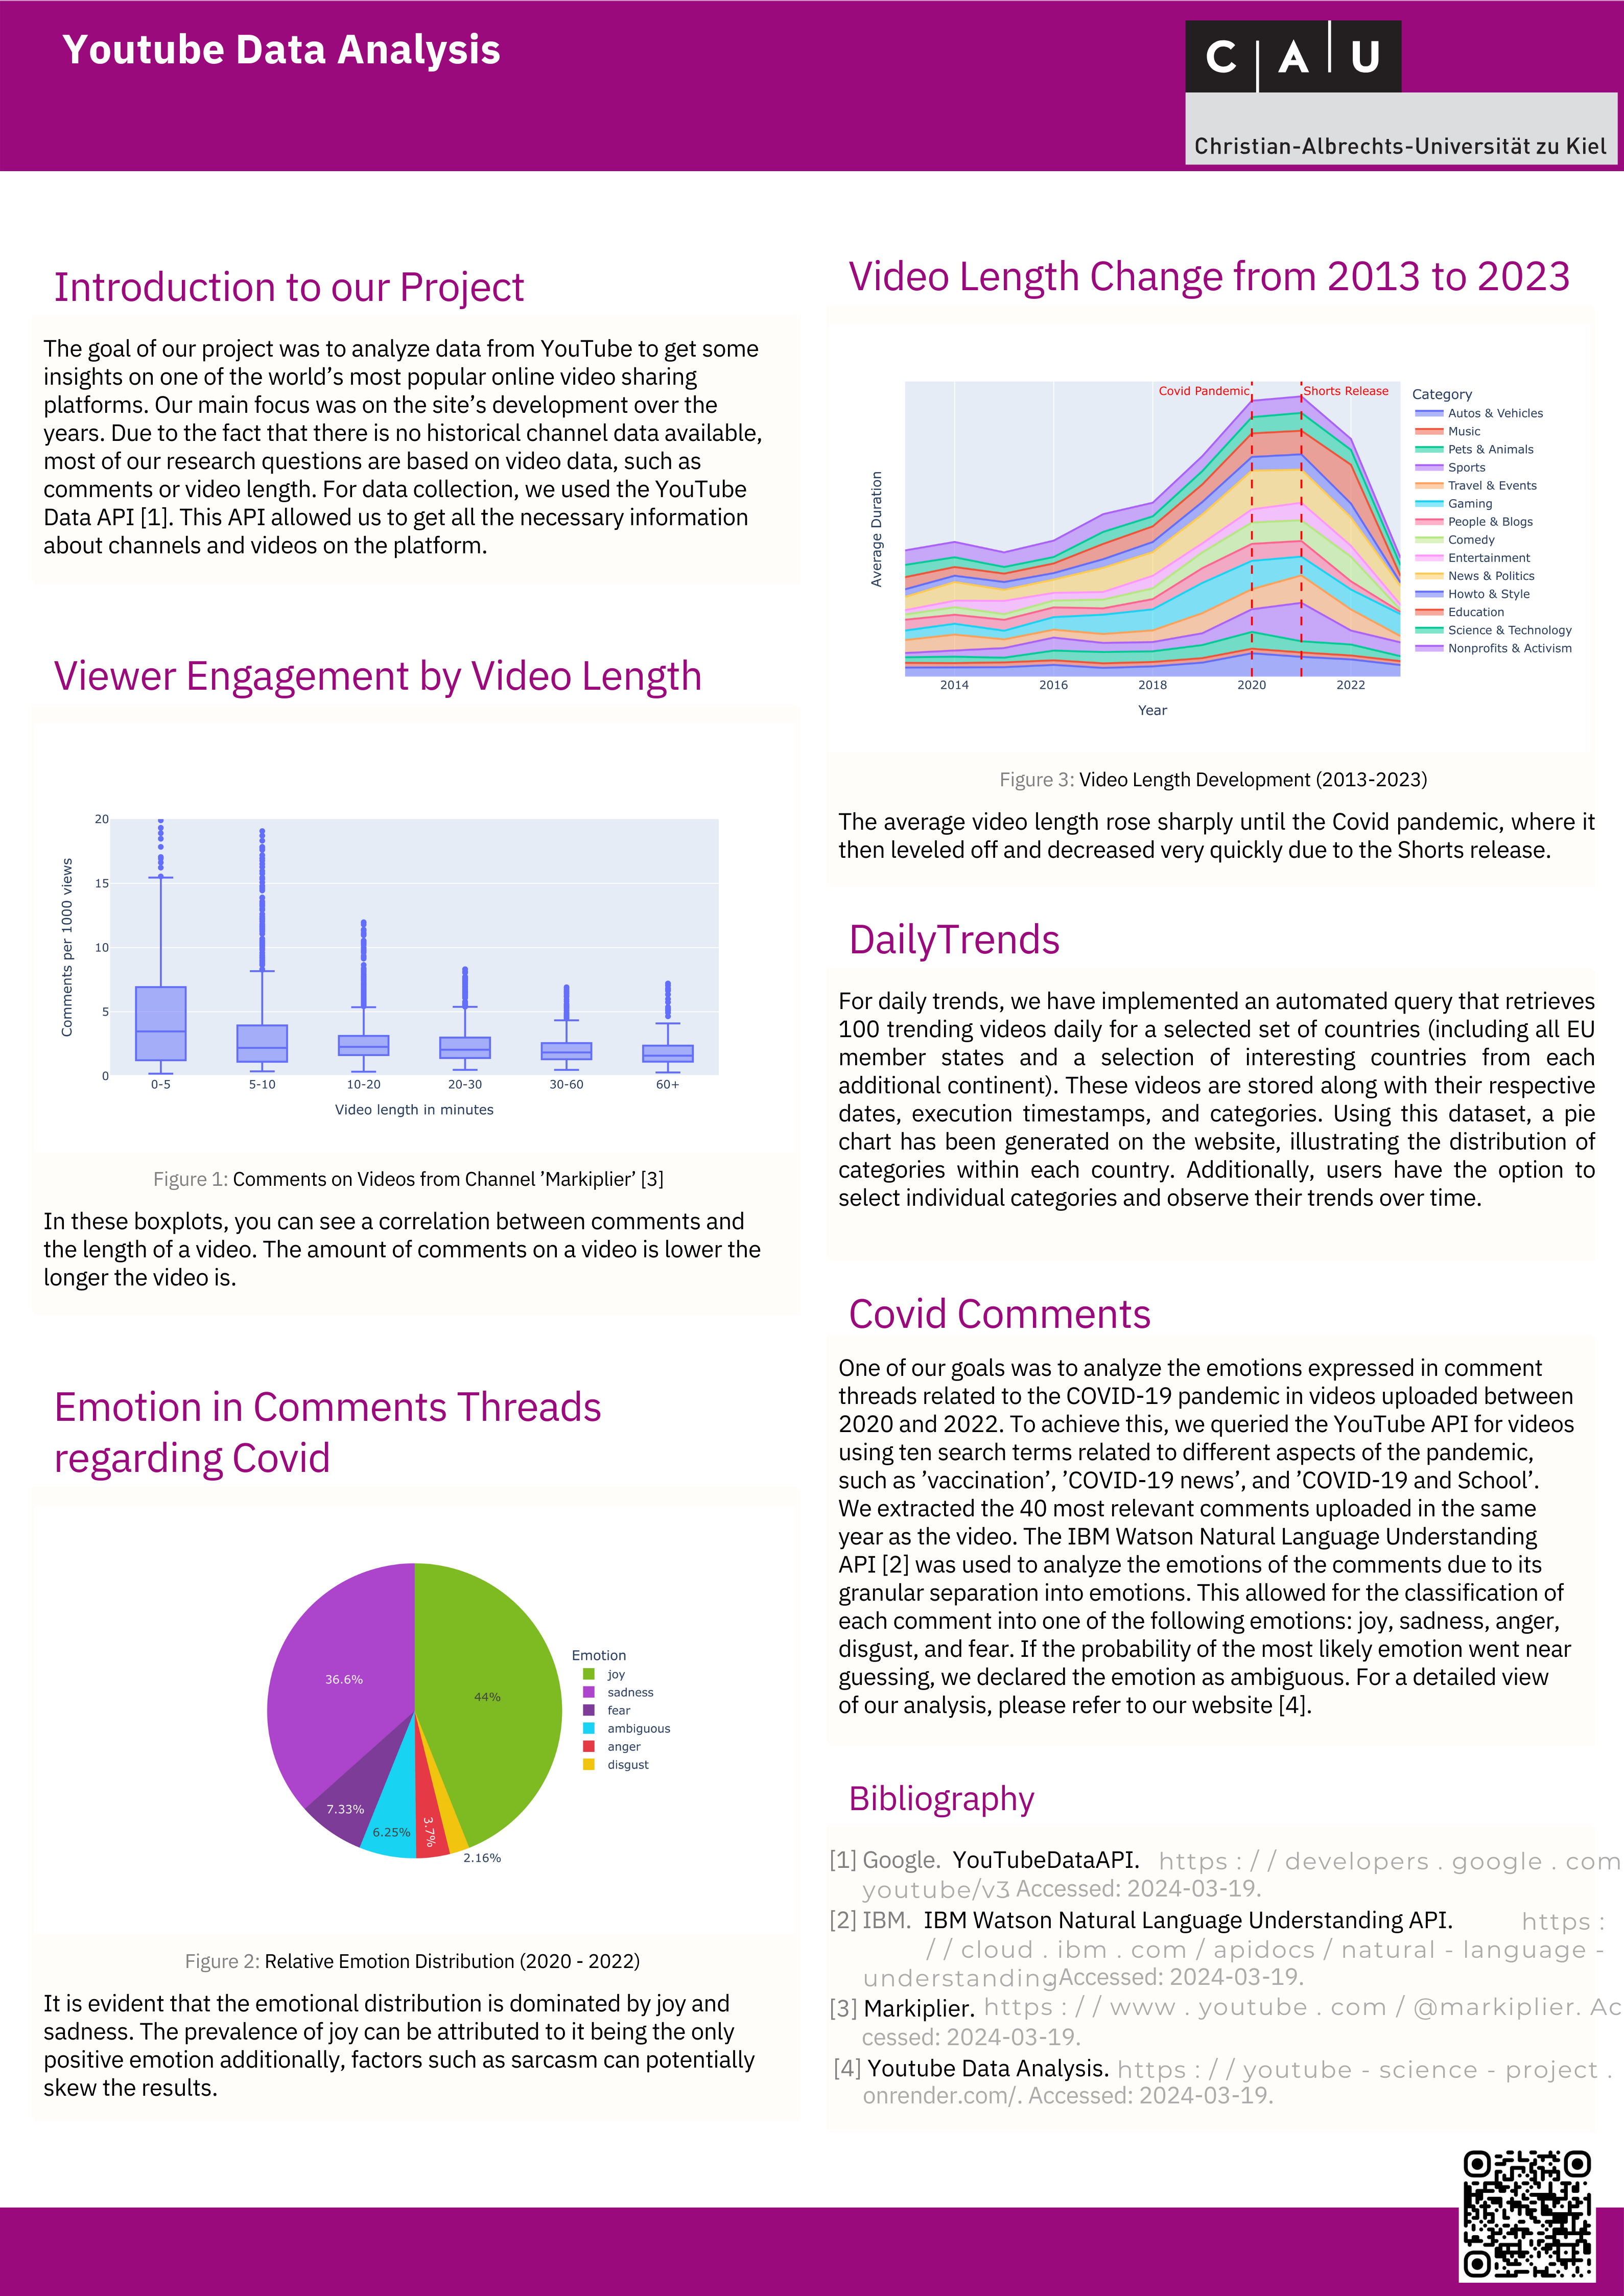 Youtube Data Analysis
C A U
Christian-Albrechts-Universität zu Kiel
Introduction to our Project
The goal of our project was to analyze data from YouTube to get some
insights on one of the world’s most popular online video sharing
platforms. Our main focus was on the site’s development over the
years. Due to the fact that there is no historical channel data available,
most of our research questions are based on video data, such as
comments or video length. For data collection, we used the YouTube
Data API [1]. This API allowed us to get all the necessary information
about channels and videos on the platform.
Viewer Engagement by Video Length
20
15
10
5
0
Comments per 1000 views
0-5 5-10 10-20 20-30 30-60 60+
Video length in minutes
Figure 1: Comments on Videos from Channel ’Markiplier’ [3]
In these boxplots, you can see a correlation between comments and
the length of a video. The amount of comments on a video is lower the
longer the video is.
Emotion in Comments Threads
regarding Covid
36.6%
44%
7.33%
6.25%
3.7%
2.16%
Emotion
joy
sadness
fear
ambiguous
anger
disgust
Figure 2: Relative Emotion Distribution (2020 - 2022)
It is evident that the emotional distribution is dominated by joy and
sadness. The prevalence of joy can be attributed to it being the only
positive emotion additionally, factors such as sarcasm can potentially
skew the results.
Video Length Change from 2013 to 2023
Covid Pandemic Shorts Release
Average Duration
2014 2016 2018 2020 2022
Year
Category
Autos & Vehicles
Music
Pets & Animals
Sports
Travel & Events
Gaming
People & Blogs
Comedy
Entertainment
News & Politics
Howto & Style
Education
Science & Technology
Nonprofits & Activism
Figure 3: Video Length Development (2013-2023)
The average video length rose sharply until the Covid pandemic, where it
then leveled off and decreased very quickly due to the Shorts release.
DailyTrends
For daily trends, we have implemented an automated query that retrieves
100 trending videos daily for a selected set of countries (including all EU
member states and a selection of interesting countries from each
additional continent). These videos are stored along with their respective
dates, execution timestamps, and categories. Using this dataset, a pie
chart has been generated on the website, illustrating the distribution of
categories within each country. Additionally, users have the option to
select individual categories and observe their trends over time.
Covid Comments
One of our goals was to analyze the emotions expressed in comment
threads related to the COVID-19 pandemic in videos uploaded between
2020 and 2022. To achieve this, we queried the YouTube API for videos
using ten search terms related to different aspects of the pandemic,
such as ’vaccination’, ’COVID-19 news’, and ’COVID-19 and School’.
We extracted the 40 most relevant comments uploaded in the same
year as the video. The IBM Watson Natural Language Understanding
API [2] was used to analyze the emotions of the comments due to its
granular separation into emotions. This allowed for the classification of
each comment into one of the following emotions: joy, sadness, anger,
disgust, and fear. If the probability of the most likely emotion went near
guessing, we declared the emotion as ambiguous. For a detailed view
of our analysis, please refer to our website [4].
Bibliography
[1] Google. YouTubeDataAPI. https : / / developers . google . com
youtube/v3 Accessed: 2024-03-19.
[2] IBM. IBM Watson Natural Language Understanding API. https :
/ / cloud . ibm . com / apidocs / natural - language -
understandingAccessed: 2024-03-19.
[3] Markiplier. https : / / www . youtube . com / @markiplier. Ac
cessed: 2024-03-19.
[4] Youtube Data Analysis. https : / / youtube - science - project .
onrender.com/. Accessed: 2024-03-19.